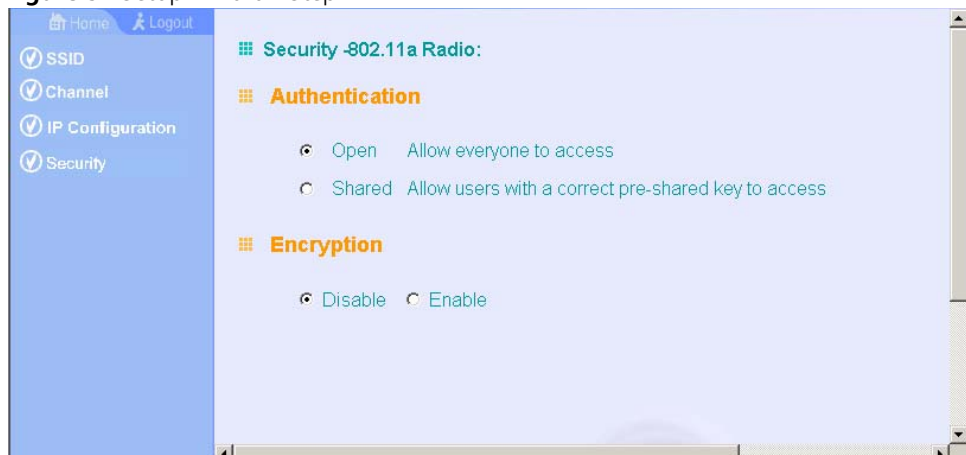 Home Logout
SSID
Channel
IP Configuration
Security
Security -802.11a Radio:
Authentication
Open Allow everyone to access
Shared Allow users with a correct pre-shared key to access
Encryption
Disable Enable